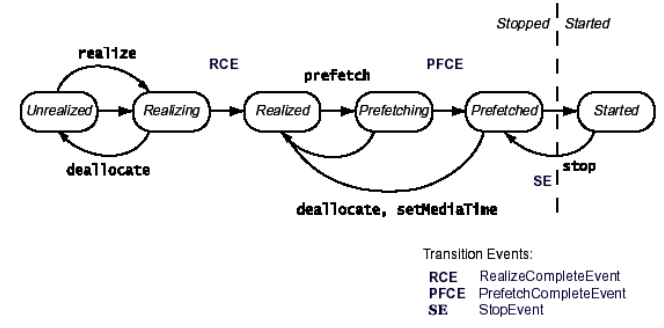 Stopped Started
realize
RCE
prefetch
PFCE
Unrealized
Realizing
Realized
Prefetching
Prefetched
Started
deallocate
stop
SE
deallocate, setMediaTime
Transition Events:
RCE RealizeCompleteEvent
PFCE PrefetchCompleteEvent
SE StopEvent